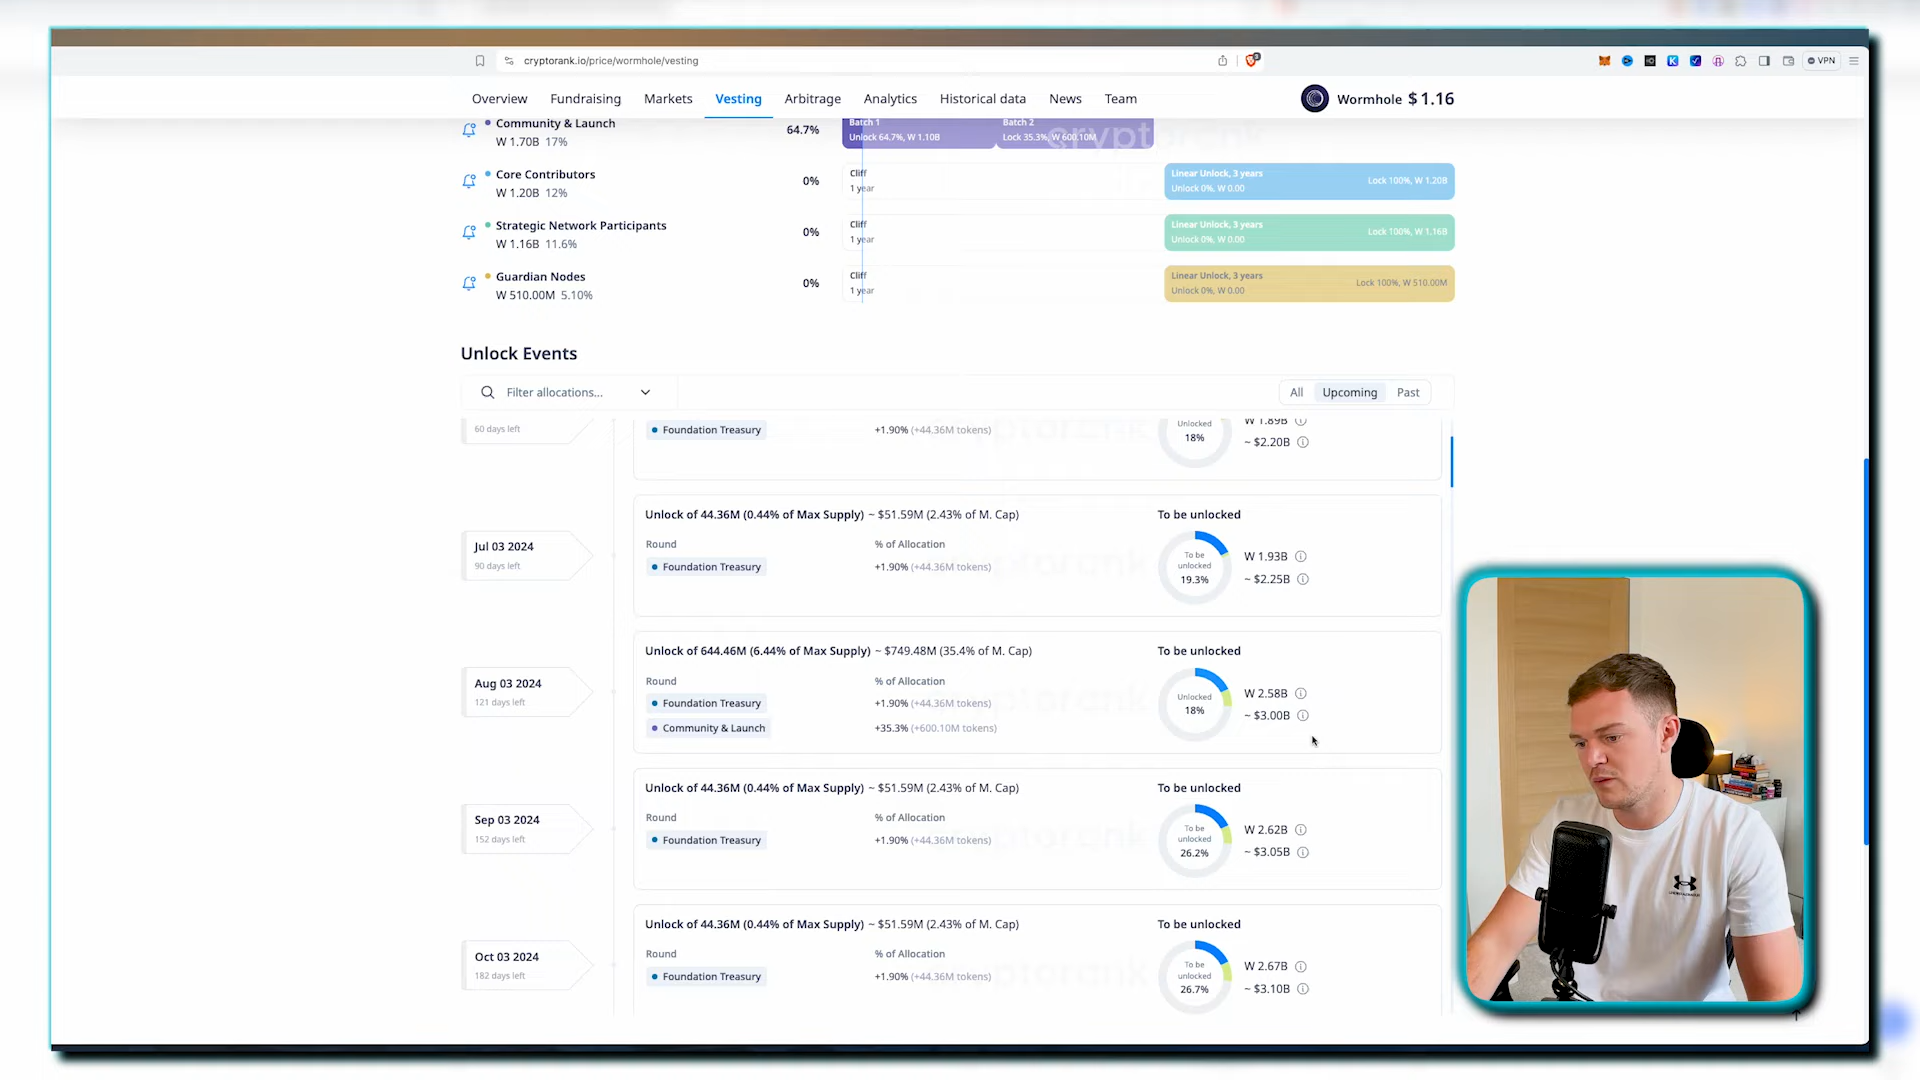 cryptorank.io/price/wormhole/vesting
VPN
Overview Fundraising Markets Vesting Arbitrage Analytics Historical data News Team
Wormhole $ 1.16
Community & Launch
W 1.70B 17%
64.7%
Batch 1
Unlock 64.7%, W 1.10B
Batch 2
Lock 35.3%, W 600.10M
cryptorank
Core Contributors
W 1.20B 12%
0%
Cliff
1 year
Linear Unlock, 3 years
Unlock 0%, W 0.00
Lock 100%, W 1.20B
Strategic Network Participants
W 1.16B 11.6%
0%
Cliff
1 year
Linear Unlock, 3 years
Unlock 0%, W 0.00
Lock 100%, W 1.16B
Guardian Nodes
W 510.00M 5.10%
0%
Cliff
1 year
Linear Unlock, 3 years
Unlock 0%, W 0.00
Lock 100%, W 510.00M
Unlock Events
Filter allocations...
All Upcoming Past
60 days left
Foundation Treasury
+1.90% (+44.36M tokens)
Unlocked
18%
W 1.89B
~ $2.20B
Jul 03 2024
90 days left
Unlock of 44.36M (0.44% of Max Supply) ~ $51.59M (2.43% of M. Cap)
Round
% of Allocation
Foundation Treasury
+1.90% (+44.36M tokens)
To be unlocked
To be
unlocked
19.3%
W 1.93B
~ $2.25B
Aug 03 2024
121 days left
Unlock of 644.46M (6.44% of Max Supply) ~ $749.48M (35.4% of M. Cap)
Round
% of Allocation
Foundation Treasury
+1.90% (+44.36M tokens)
Community & Launch
+35.3% (+600.10M tokens)
To be unlocked
Unlocked
18%
W 2.58B
~ $3.00B
Sep 03 2024
152 days left
Unlock of 44.36M (0.44% of Max Supply) ~ $51.59M (2.43% of M. Cap)
Round
% of Allocation
Foundation Treasury
+1.90% (+44.36M tokens)
To be unlocked
To be
unlocked
26.2%
W 2.62B
~ $3.05B
Oct 03 2024
182 days left
Unlock of 44.36M (0.44% of Max Supply) ~ $51.59M (2.43% of M. Cap)
Round
% of Allocation
Foundation Treasury
+1.90% (+44.36M tokens)
To be unlocked
To be
unlocked
26.7%
W 2.67B
~ $3.10B